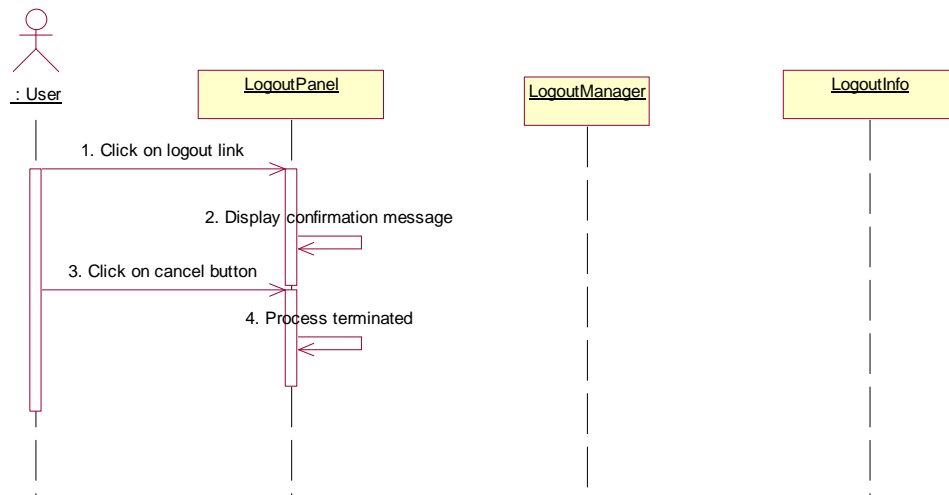 : User
LogoutPanel
LogoutManager
LogoutInfo
1. Click on logout link
2. Display confirmation message
3. Click on cancel button
4. Process terminated